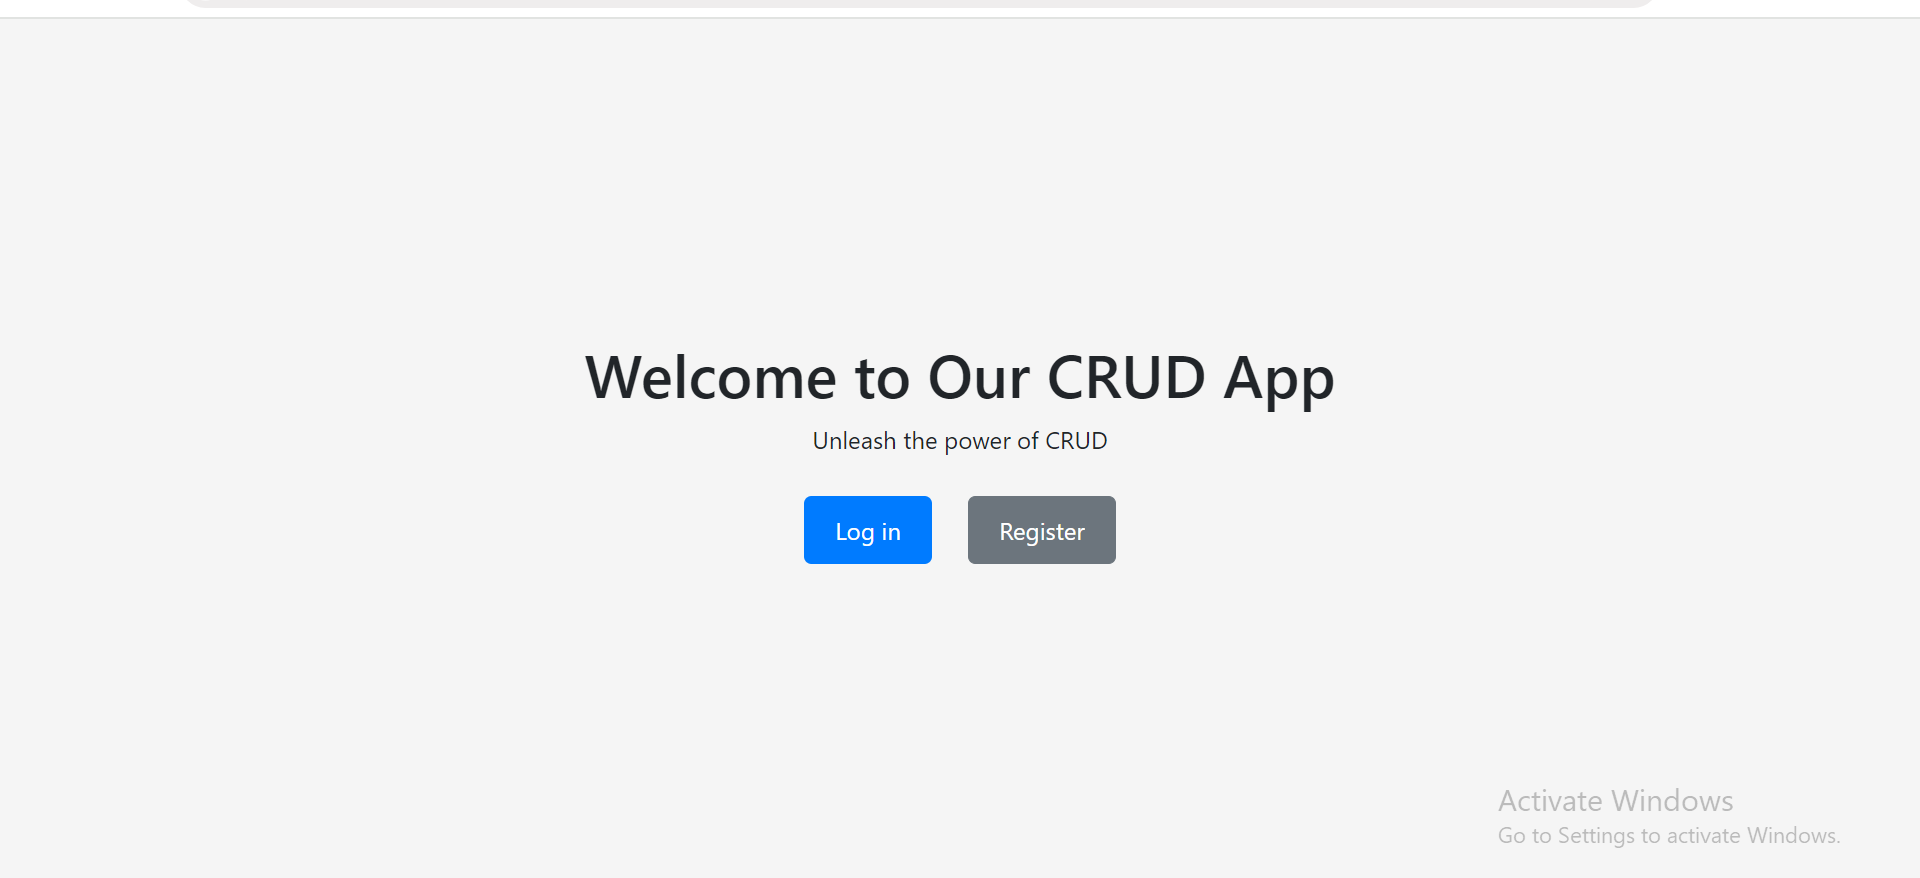 Welcome to Our CRUD App
Unleash the power of CRUD
Log in
Register
Activate Windows
Go to Settings to activate Windows.